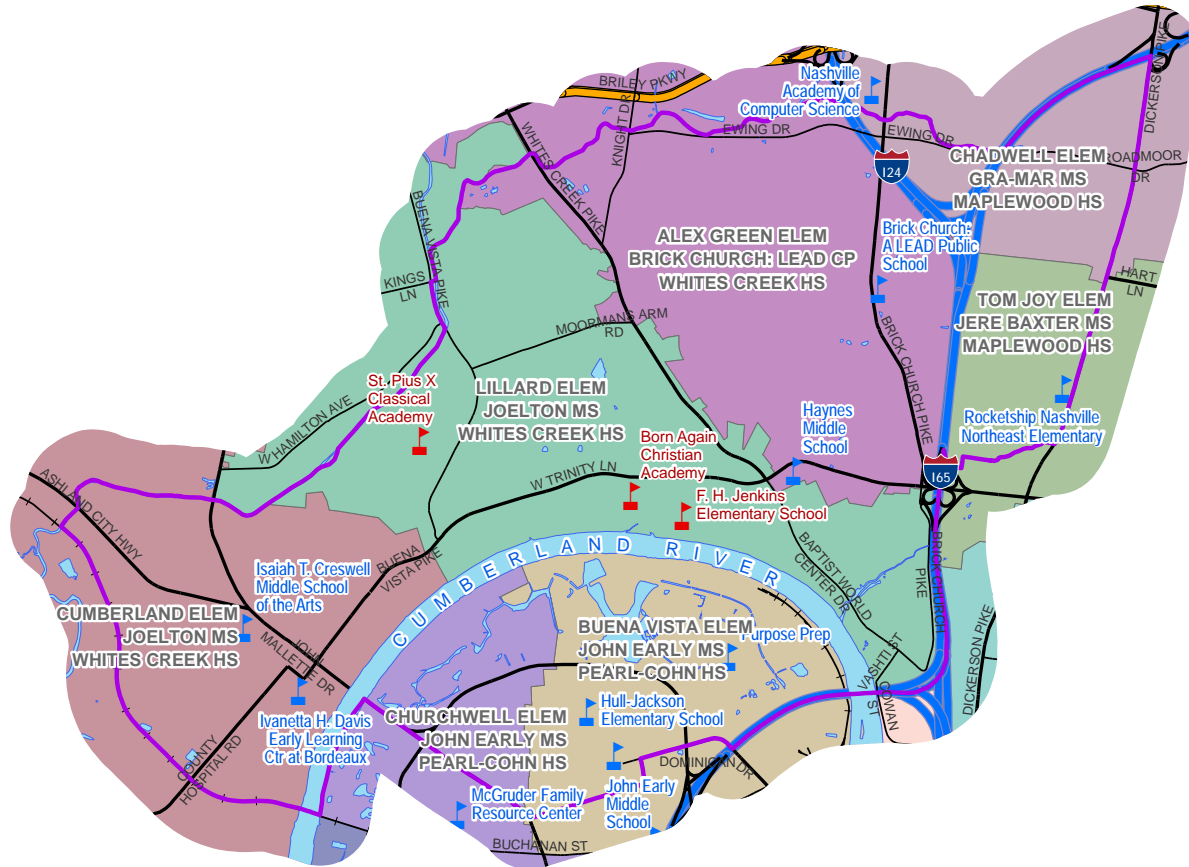 BRILEY PKWY
Nashville
Academy of
Computer Science
DICKERSON PIKE
WHITES CREEK PIKE
KNIGHT DR
EWING DR
EWING DR
I24
CHADWELL ELEM
GRA-MAR MS
MAPLEWOOD HS
ROADMOOR
DR
BUENA VISTA PIKE
ALEX GREEN ELEM
BRICK CHURCH: LEAD CP
WHITES CREEK HS
Brick Church:
A LEAD Public
School
KINGS
LN
HART
LN
TOM JOY ELEM
JERE BAXTER MS
MAPLEWOOD HS
MOORMANS ARM
RD
BRICK CHURCH PIKE
St. Pius X
Classical
Academy
LILLARD ELEM
JOELTON MS
WHITES CREEK HS
W HAMILTON AVE
Haynes
Middle
School
Rocketship Nashville
Northeast Elementary
Born Again
Christian
Academy
W TRINITY LN
I65
F. H. Jenkins
Elementary School
ASHLAND CITY HWY
BUENA
VISTA PIKE
CUMBERLAND RIVER
BAPTIST WORLD
CENTER DR
BRICK CHURCH
PIKE
Isaiah T. Creswell
Middle School
of the Arts
CUMBERLAND ELEM
JOELTON MS
WHITES CREEK HS
JOHN
MALLETTE DR
BUENA VISTA ELEM
JOHN EARLY MS
PEARL-COHN HS
Purpose Prep
VASHTI ST
COWAN
ST
DICKERSON PIKE
Ivanetta H. Davis
Early Learning
Ctr at Bordeaux
CHURCHWELL ELEM
JOHN EARLY MS
PEARL-COHN HS
Hull-Jackson
Elementary School
COUNTY
HOSPITAL RD
DOMINICAN DR
John Early
Middle
School
McGruder Family
Resource Center
BUCHANAN ST